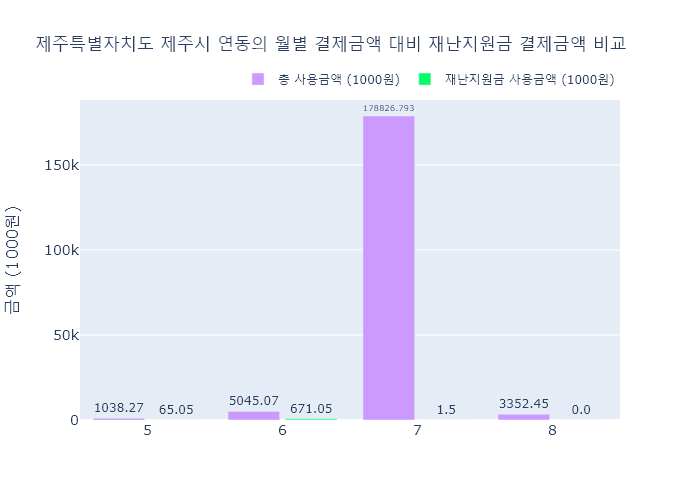 제주특별자치도 제주시 연동의 월별 결제금액 대비 재난지원금 결제금액 비교
총 사용금액 (1000원) 재난지원금 사용금액 (1000원)
금액 (1000원)
150k
100k
50k
0
1038.27 65.05 5045.07 671.05 178826.793 1.5 3352.45 0.0
5 6 7 8